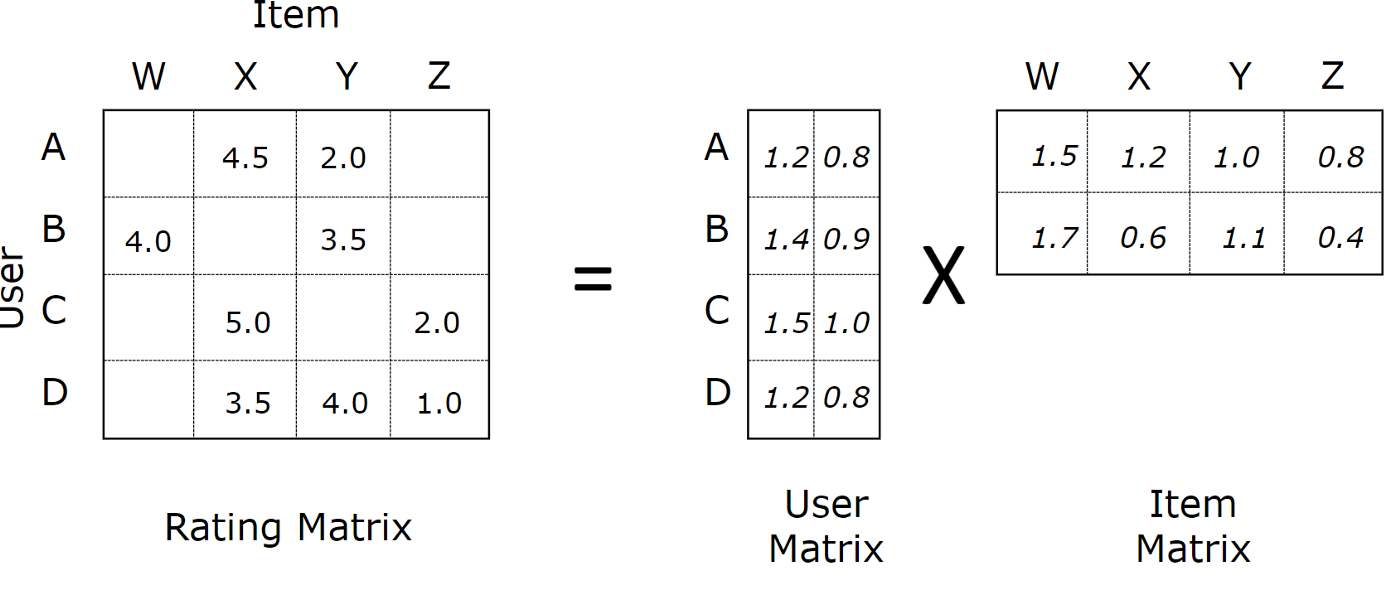 Item
W X Y Z W X Y Z
A 4.5 2.0 A 1.2 0.8 1.5 1.2 1.0 0.8
User
B 4.0 3.5 B 1.4 0.9 1.7 0.6 1.1 0.4
= X
C 5.0 2.0 C 1.5 1.0
D 3.5 4.0 1.0 D 1.2 0.8
Rating Matrix
User
Matrix
Item
Matrix